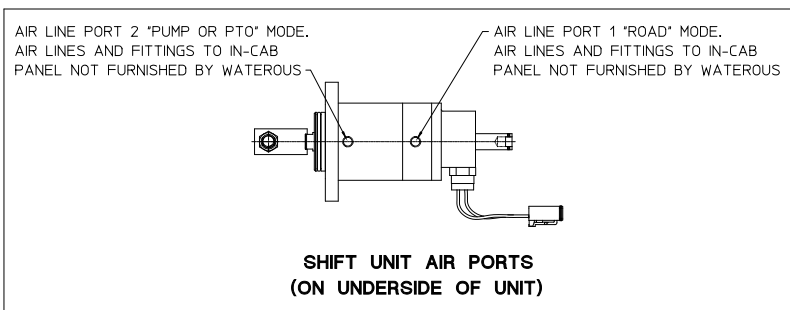 AIR LINE PORT 2 "PUMP OR PTO" MODE.
AIR LINES AND FITTINGS TO IN-CAB
PANEL NOT FURNISHED BY WATEROUS
AIR LINE PORT 1 "ROAD" MODE.
AIR LINES AND FITTINGS TO IN-CAB
PANEL NOT FURNISHED BY WATEROUS
SHIFT UNIT AIR PORTS
(ON UNDERSIDE OF UNIT)